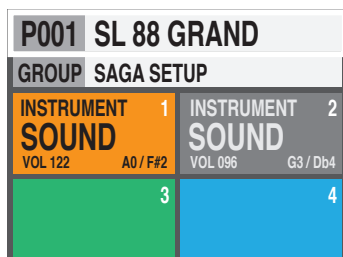 P001 SL 88 GRAND
GROUP SAGA SETUP
INSTRUMENT 1
SOUND
VOL 122 A0 / F#2
INSTRUMENT 2
SOUND
VOL 096 G3 / Db4
3
4